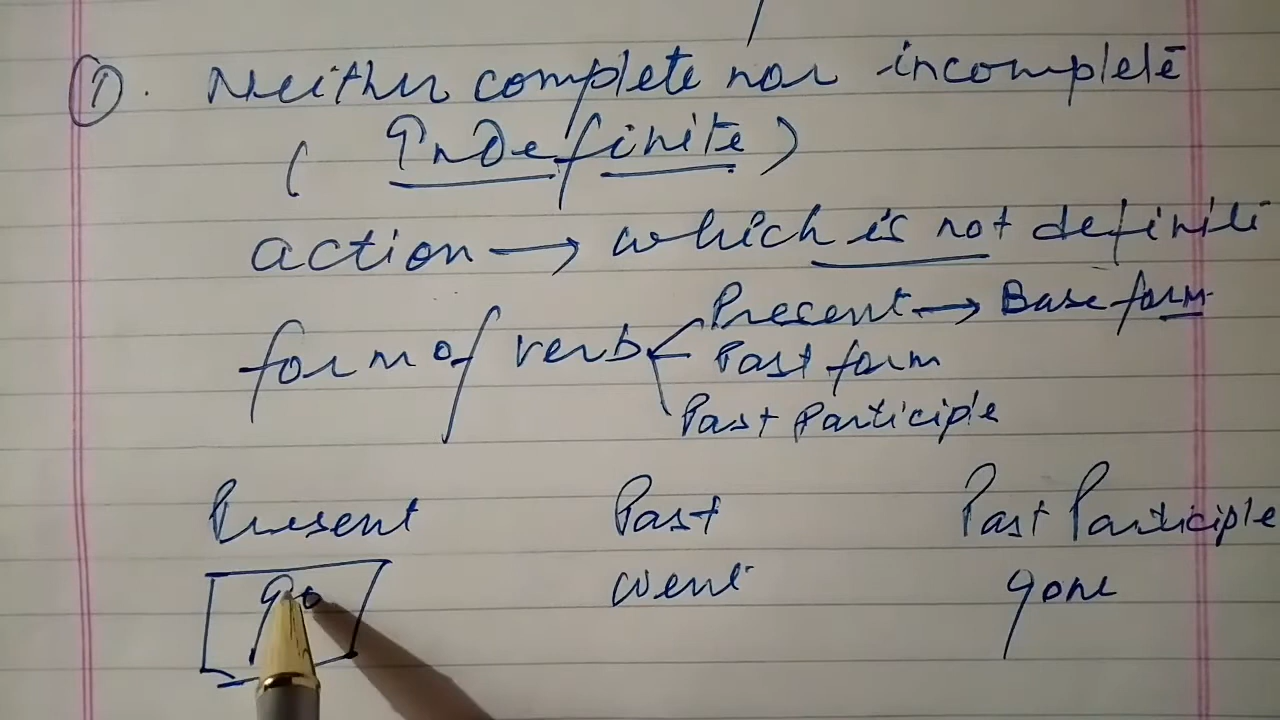 ①. Neither complete nor incomplete
(InDefinite)
action → which is not definite
form of verb Present → Base form
Past form
Past Participle
Present Past Past Participle
go went gone